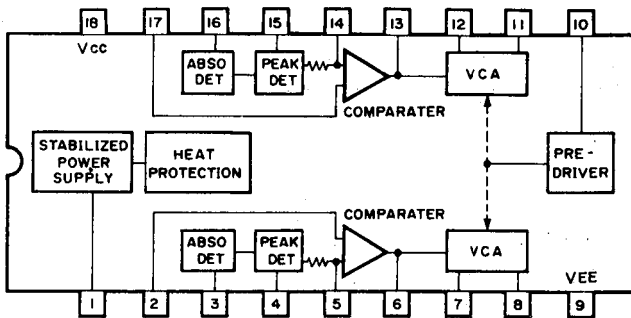 18 17 16 15 14 13 12 11 10
Vcc
ABSO DET
PEAK DET
COMPARATER
VCA
STABILIZED POWER SUPPLY
HEAT PROTECTION
PRE-DRIVER
COMPARATER
ABSO DET
PEAK DET
VCA
VEE
1 2 3 4 5 6 7 8 9